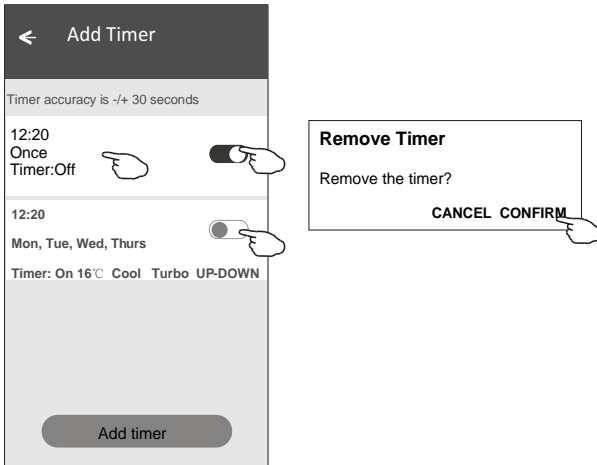 Add Timer
Timer accuracy is -/+ 30 seconds
12:20
Once
Timer:Off
12:20
Mon, Tue, Wed, Thurs
Timer: On 16℃ Cool Turbo UP-DOWN
Add timer
Remove Timer
Remove the timer?
CANCEL CONFIRM